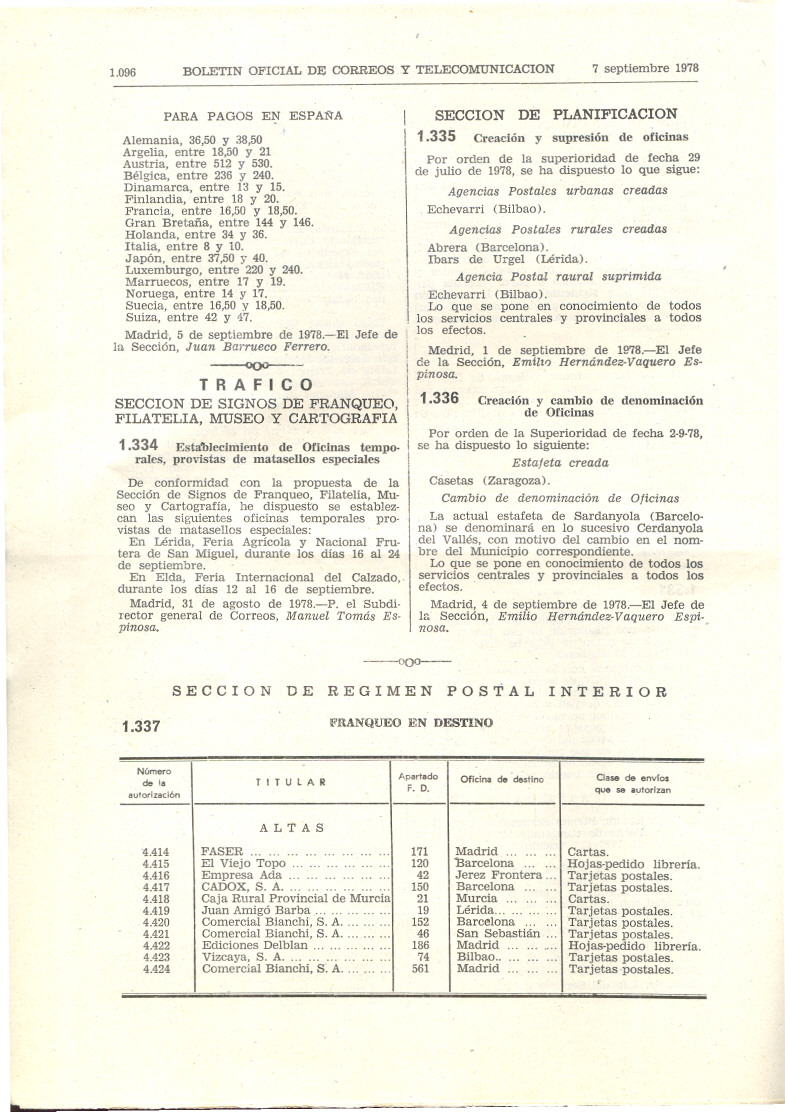 1.096 BOLETIN OFICIAL DE CORREOS Y TELECOMUNICACION 7 septiembre 1978
PARA PAGOS EN ESPAÑA
Alemania, 36,50 y 38,50
Argelia, entre 18,50 y 21
Austria, entre 512 y 530.
Bélgica, entre 236 y 240.
Dinamarca, entre 13 y 15.
Finlandia, entre 18 y 20.
Francia, entre 16,50 y 18,50.
Gran Bretaña, entre 144 y 146.
Holanda, entre 34 y 36.
Italia, entre 8 y 10.
Japón, entre 37,50 y 40.
Luxemburgo, entre 220 y 240.
Marruecos, entre 17 y 19.
Noruega, entre 14 y 17.
Suecia, entre 16,50 y 18,50.
Suiza, entre 42 y 47.
Madrid, 5 de septiembre de 1978.—El Jefe de
la Sección, Juan Barrueco Ferrero.
TRAFICO
SECCION DE SIGNOS DE FRANQUEO,
FILATELIA, MUSEO Y CARTOGRAFIA
1.334 Establecimiento de Oficinas tempo-
rales, provistas de matasellos especiales
De conformidad con la propuesta de la
Sección de Signos de Franqueo, Filatelia, Mu-
seo y Cartografía, he dispuesto se establez-
can las siguientes oficinas temporales pro-
vistas de matasellos especiales:
En Lérida, Feria Agrícola y Nacional Fru-
tera de San Miguel, durante los días 16 al 24
de septiembre.
En Elda, Feria Internacional del Calzado,
durante los días 12 al 16 de septiembre.
Madrid, 31 de agosto de 1978.—P. el Subdi-
rector general de Correos, Manuel Tomás Es-
pinosa.
SECCION DE PLANIFICACION
1.335 Creación y supresión de oficinas
Por orden de la superioridad de fecha 29
de julio de 1978, se ha dispuesto lo que sigue:
Agencias Postales urbanas creadas
Echevarri (Bilbao).
Agencias Postales rurales creadas
Abrera (Barcelona).
Ibars de Urgel (Lérida).
Agencia Postal raural suprimida
Echevarri (Bilbao).
Lo que se pone en conocimiento de todos
los servicios centrales y provinciales a todos
los efectos.
Medrid, 1 de septiembre de 1978.—El Jefe
de la Sección, Emilio Hernández-Vaquero Es-
pinosa.
1.336 Creación y cambio de denominación
de Oficinas
Por orden de la Superioridad de fecha 2-9-78,
se ha dispuesto lo siguiente:
Estafeta creada
Casetas (Zaragoza).
Cambio de denominación de Oficinas
La actual estafeta de Sardanyola (Barcelo-
na) se denominará en lo sucesivo Cerdanyola
del Vallés, con motivo del cambio en el nom-
bre del Municipio correspondiente.
Lo que se pone en conocimiento de todos los
servicios centrales y provinciales a todos los
efectos.
Madrid, 4 de septiembre de 1978.—El Jefe de
la Sección, Emilio Hernández-Vaquero Espi-
nosa.
SECCION DE REGIMEN POSTAL INTERIOR
1.337 FRANQUEO EN DESTINO
Número de la autorización TITULAR Apartado F. D. Oficina de destino Clase de envíos que se autorizan
ALTAS
4.414 FASER ... 171 Madrid ... Cartas.
4.415 El Viejo Topo ... 120 Barcelona ... Hojas-pedido librería.
4.416 Empresa Ada ... 42 Jerez Frontera ... Tarjetas postales.
4.417 CADOX, S. A. ... 150 Barcelona ... Tarjetas postales.
4.418 Caja Rural Provincial de Murcia 21 Murcia ... Cartas.
4.419 Juan Amigó Barba ... 19 Lérida... Tarjetas postales.
4.420 Comercial Bianchi, S. A. ... 152 Barcelona ... Tarjetas postales.
4.421 Comercial Bianchi, S. A. ... 46 San Sebastián ... Tarjetas postales.
4.422 Ediciones Delblan ... 186 Madrid ... Hojas-pedido librería.
4.423 Vizcaya, S. A. ... 74 Bilbao.. ... Tarjetas postales.
4.424 Comercial Bianchi, S. A. ... 561 Madrid ... Tarjetas postales.